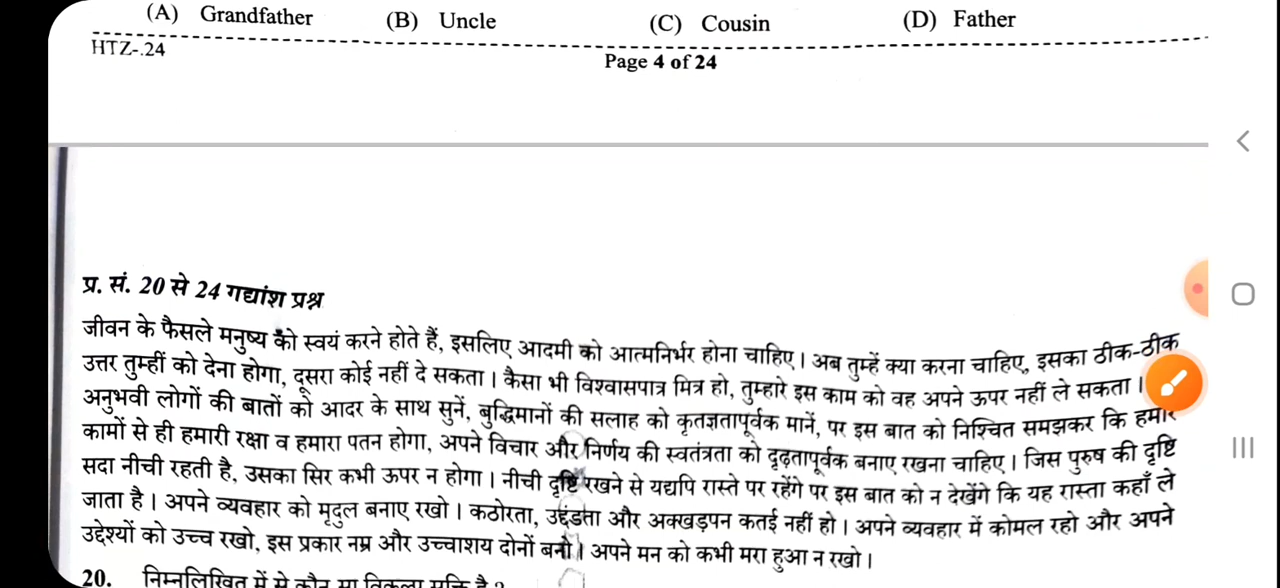 (A) Grandfather (B) Uncle (C) Cousin (D) Father
HTZ-.24
Page 4 of 24
प्र. सं. 20 से 24 गद्यांश प्रश्न
जीवन के फैसले मनुष्य को स्वयं करने होते हैं, इसलिए आदमी को आत्मनिर्भर होना चाहिए। अब तुम्हें क्या करना चाहिए, इसका ठीक-ठीक
उत्तर तुम्हीं को देना होगा, दूसरा कोई नहीं दे सकता। कैसा भी विश्वासपात्र मित्र हो, तुम्हारे इस काम को वह अपने ऊपर नहीं ले सकता।
अनुभवी लोगों की बातों को आदर के साथ सुनें, बुद्धिमानों की सलाह को कृतज्ञतापूर्वक मानें, पर इस बात को निश्चित समझकर कि हमारे
कामों से ही हमारी रक्षा व हमारा पतन होगा, अपने विचार और निर्णय की स्वतंत्रता को दृढ़तापूर्वक बनाए रखना चाहिए। जिस पुरुष की दृष्टि
सदा नीची रहती है, उसका सिर कभी ऊपर न होगा। नीची दृष्टि रखने से यद्यपि रास्ते पर रहेंगे पर इस बात को न देखेंगे कि यह रास्ता कहाँ ले
जाता है। अपने व्यवहार को मृदुल बनाए रखो। कठोरता, उद्दंडता और अक्खड़पन कतई नहीं हो। अपने व्यवहार में कोमल रहो और अपने
उद्देश्यों को उच्च रखो, इस प्रकार नम्र और उच्चाशय दोनों बनो। अपने मन को कभी मरा हुआ न रखो।
20. निम्नलिखित में से कौन सा विकल्प